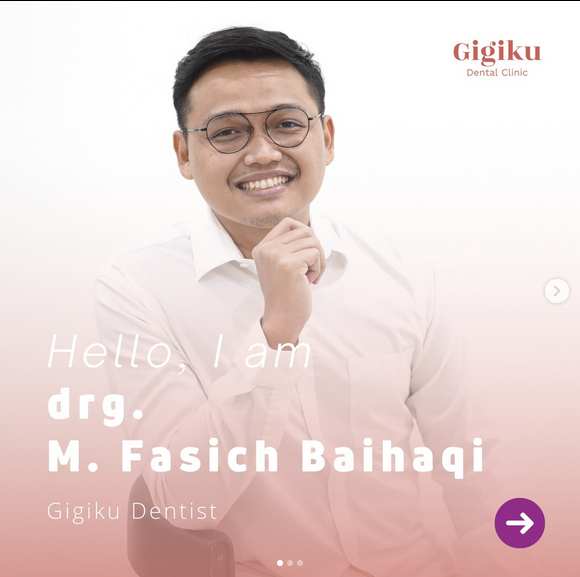 Gigiku
Dental Clinic
Hello, I am
drg.
M. Fasich Baihaqi
Gigiku Dentist